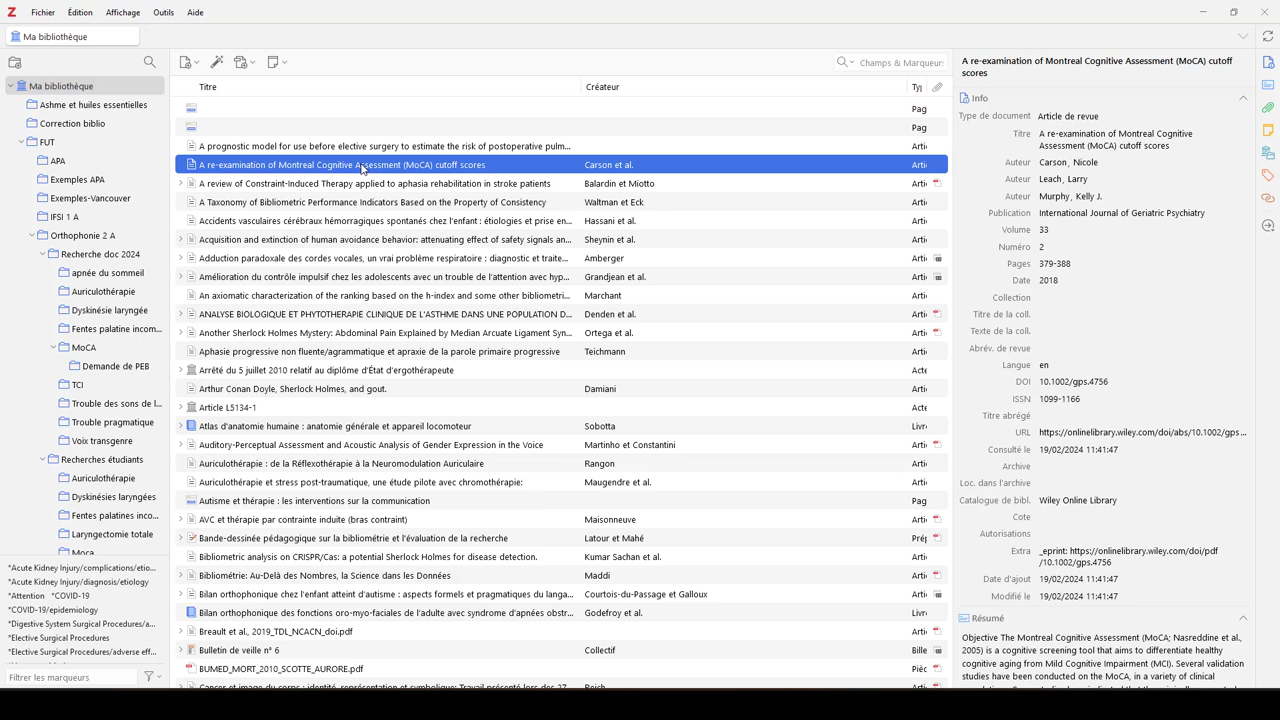 Z Fichier Édition Affichage Outils Aide
Ma bibliothèque
Champs & Marqueurs
Ma bibliothèque
Ashme et huiles essentielles
Correction biblio
FUT
APA
Exemples APA
Exemples-Vancouver
IFSI 1 A
Orthophonie 2 A
Recherche doc 2024
apnée du sommeil
Auriculothérapie
Dyskinésie laryngée
Fentes palatine incom...
MoCA
Demande de PEB
TCI
Trouble des sons de l...
Trouble pragmatique
Voix transgenre
Recherches étudiants
Auriculothérapie
Dyskinésies laryngées
Fentes palatines inco...
Laryngectomie totale
Moca
*Acute Kidney Injury/complications/etio...
*Acute Kidney Injury/diagnosis/etiology
*Attention *COVID-19
*COVID-19/epidemiology
*Digestive System Surgical Procedures/a...
*Elective Surgical Procedures
*Elective Surgical Procedures/adverse eff...
Filtrer les marqueurs
Titre Créateur Ty
Pag
Pag
A prognostic model for use before elective surgery to estimate the risk of postoperative pulm... Arti
A re-examination of Montreal Cognitive Assessment (MoCA) cutoff scores Carson et al. Arti
A review of Constraint-Induced Therapy applied to aphasia rehabilitation in stroke patients Balardin et Miotto Arti
A Taxonomy of Bibliometric Performance Indicators Based on the Property of Consistency Waltman et Eck Arti
Accidents vasculaires cérébraux hémorragiques spontanés chez l'enfant : étiologies et prise en... Hassani et al. Arti
Acquisition and extinction of human avoidance behavior: attenuating effect of safety signals an... Sheynin et al. Arti
Adduction paradoxale des cordes vocales, un vrai problème respiratoire : diagnostic et traite... Amberger Arti
Amélioration du contrôle impulsif chez les adolescents avec un trouble de l'attention avec hyp... Grandjean et al. Arti
An axiomatic characterization of the ranking based on the h-index and some other bibliometri... Marchant Arti
ANALYSE BIOLOGIQUE ET PHYTOTHERAPIE CLINIQUE DE L'ASTHME DANS UNE POPULATION D... Denden et al. Arti
Another Sherlock Holmes Mystery: Abdominal Pain Explained by Median Arcuate Ligament Syn... Ortega et al. Arti
Aphasie progressive non fluente/agrammatique et apraxie de la parole primaire progressive Teichmann Arti
Arrêté du 5 juillet 2010 relatif au diplôme d'État d'ergothérapeute Acte
Arthur Conan Doyle, Sherlock Holmes, and gout. Damiani Arti
Article L5134-1 Acte
Atlas d'anatomie humaine : anatomie générale et appareil locomoteur Sobotta Livr
Auditory-Perceptual Assessment and Acoustic Analysis of Gender Expression in the Voice Martinho et Constantini Arti
Auriculothérapie : de la Réflexothérapie à la Neuromodulation Auriculaire Rangon Arti
Auriculothérapie et stress post-traumatique, une étude pilote avec chromothérapie: Maugendre et al. Arti
Autisme et thérapie : les interventions sur la communication Pag
AVC et thérapie par contrainte induite (bras contraint) Maisonneuve Arti
Bande-dessinée pédagogique sur la bibliométrie et l'évaluation de la recherche Latour et Mahé Pré
Bibliometric analysis on CRISPR/Cas: a potential Sherlock Holmes for disease detection. Kumar Sachan et al. Arti
Bibliométrie: Au-Delà des Nombres, la Science dans les Données Maddi Arti
Bilan orthophonique chez l'enfant atteint d'autisme : aspects formels et pragmatiques du langa... Courtois-du-Passage et Galloux Arti
Bilan orthophonique des fonctions oro-myo-faciales de l'adulte avec syndrome d'apnées obstr... Godefroy et al. Livr
Breault et al., 2019_TDL_NCACN_doi.pdf Arti
Bulletin de veille n° 6 Collectif Bille
BUMED_MORT_2010_SCOTTE_AURORE.pdf Pièc
Cancer et image du corps : identité, représentation et symbolique: Travail présenté lors des 27... Reich Arti
A re-examination of Montreal Cognitive Assessment (MoCA) cutoff
scores
Info
Type de document Article de revue
Titre A re-examination of Montreal Cognitive
Assessment (MoCA) cutoff scores
Auteur Carson, Nicole
Auteur Leach, Larry
Auteur Murphy, Kelly J.
Publication International Journal of Geriatric Psychiatry
Volume 33
Numéro 2
Pages 379-388
Date 2018
Collection
Titre de la coll.
Texte de la coll.
Abrév. de revue
Langue en
DOI 10.1002/gps.4756
ISSN 1099-1166
Titre abrégé
URL https://onlinelibrary.wiley.com/doi/abs/10.1002/gps...
Consulté le 19/02/2024 11:41:47
Archive
Loc. dans l'archive
Catalogue de bibl. Wiley Online Library
Cote
Autorisations
Extra _eprint: https://onlinelibrary.wiley.com/doi/pdf
/10.1002/gps.4756
Date d'ajout 19/02/2024 11:41:47
Modifié le 19/02/2024 11:41:47
Résumé
Objective The Montreal Cognitive Assessment (MoCA; Nasreddine et al.,
2005) is a cognitive screening tool that aims to differentiate healthy
cognitive aging from Mild Cognitive Impairment (MCI). Several validation
studies have been conducted on the MoCA, in a variety of clinical